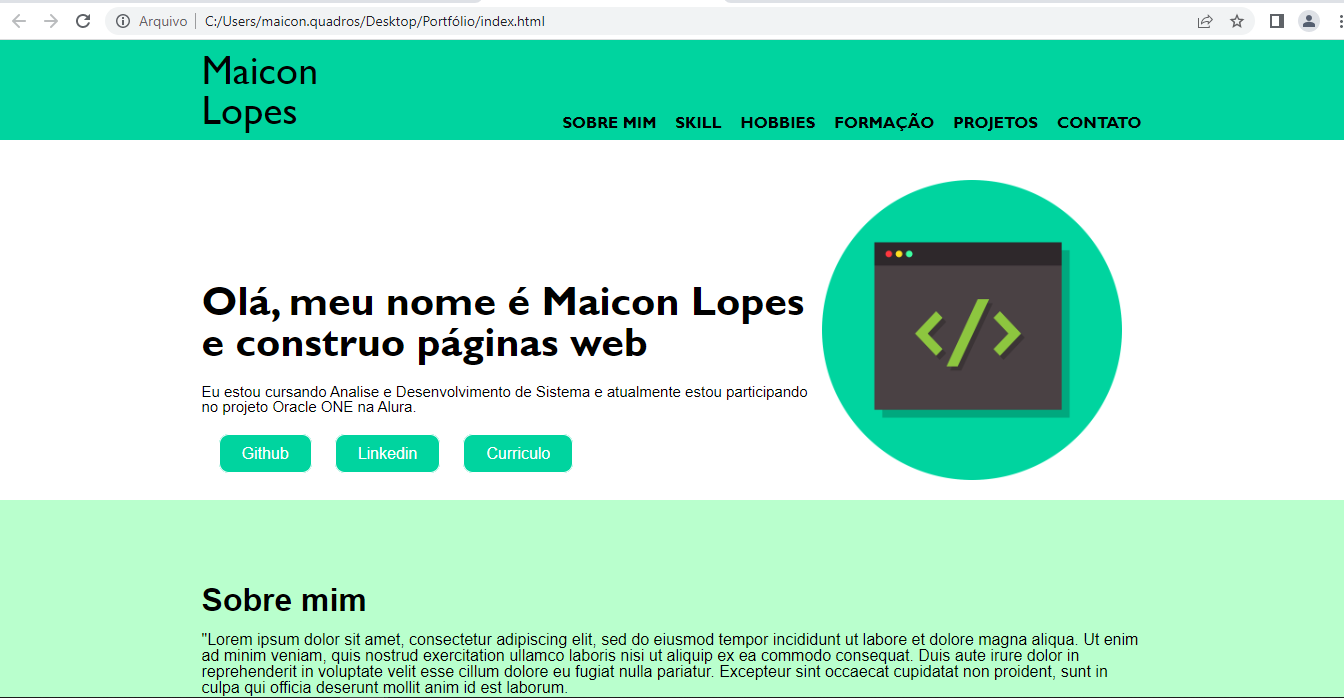 Arquivo | C:/Users/maicon.quadros/Desktop/Portfólio/index.html
Maicon
Lopes
SOBRE MIM SKILL HOBBIES FORMAÇÃO PROJETOS CONTATO
Olá, meu nome é Maicon Lopes
e construo páginas web
Eu estou cursando Analise e Desenvolvimento de Sistema e atualmente estou participando
no projeto Oracle ONE na Alura.
Github Linkedin Curriculo
</>
Sobre mim
"Lorem ipsum dolor sit amet, consectetur adipiscing elit, sed do eiusmod tempor incididunt ut labore et dolore magna aliqua. Ut enim
ad minim veniam, quis nostrud exercitation ullamco laboris nisi ut aliquip ex ea commodo consequat. Duis aute irure dolor in
reprehenderit in voluptate velit esse cillum dolore eu fugiat nulla pariatur. Excepteur sint occaecat cupidatat non proident, sunt in
culpa qui officia deserunt mollit anim id est laborum.